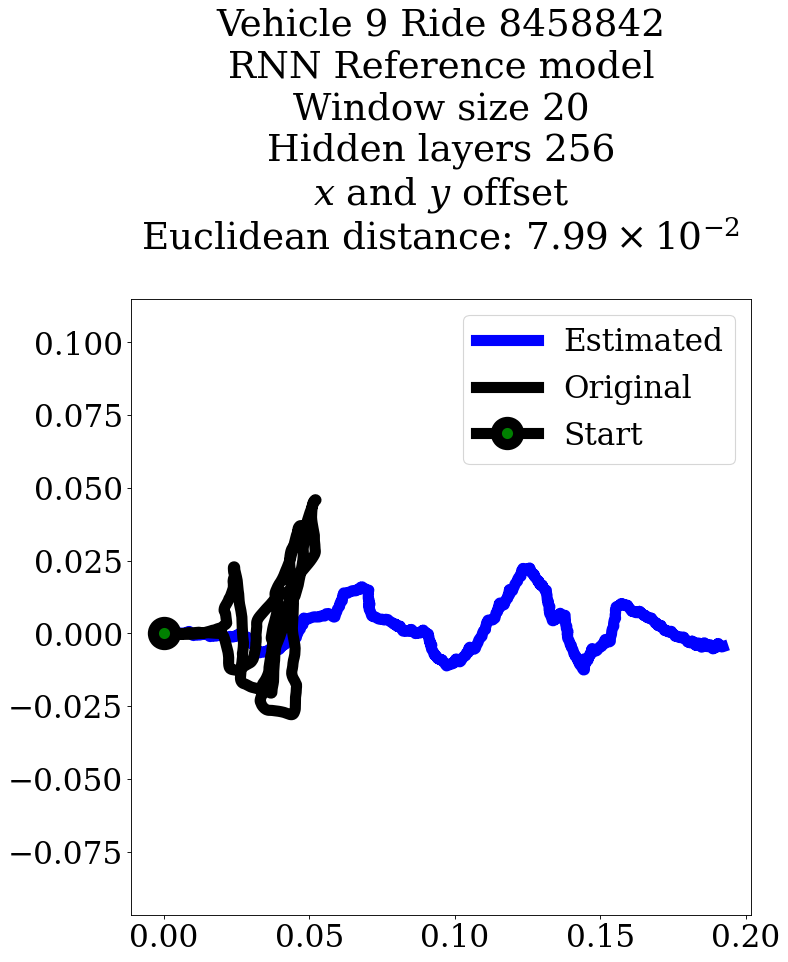 Vehicle 9 Ride 8458842
RNN Reference model
Window size 20
Hidden layers 256
x and y offset
Euclidean distance: 7.99 × 10⁻²
Estimated
Original
Start
0.100
0.075
0.050
0.025
0.000
−0.025
−0.050
−0.075
0.00 0.05 0.10 0.15 0.20